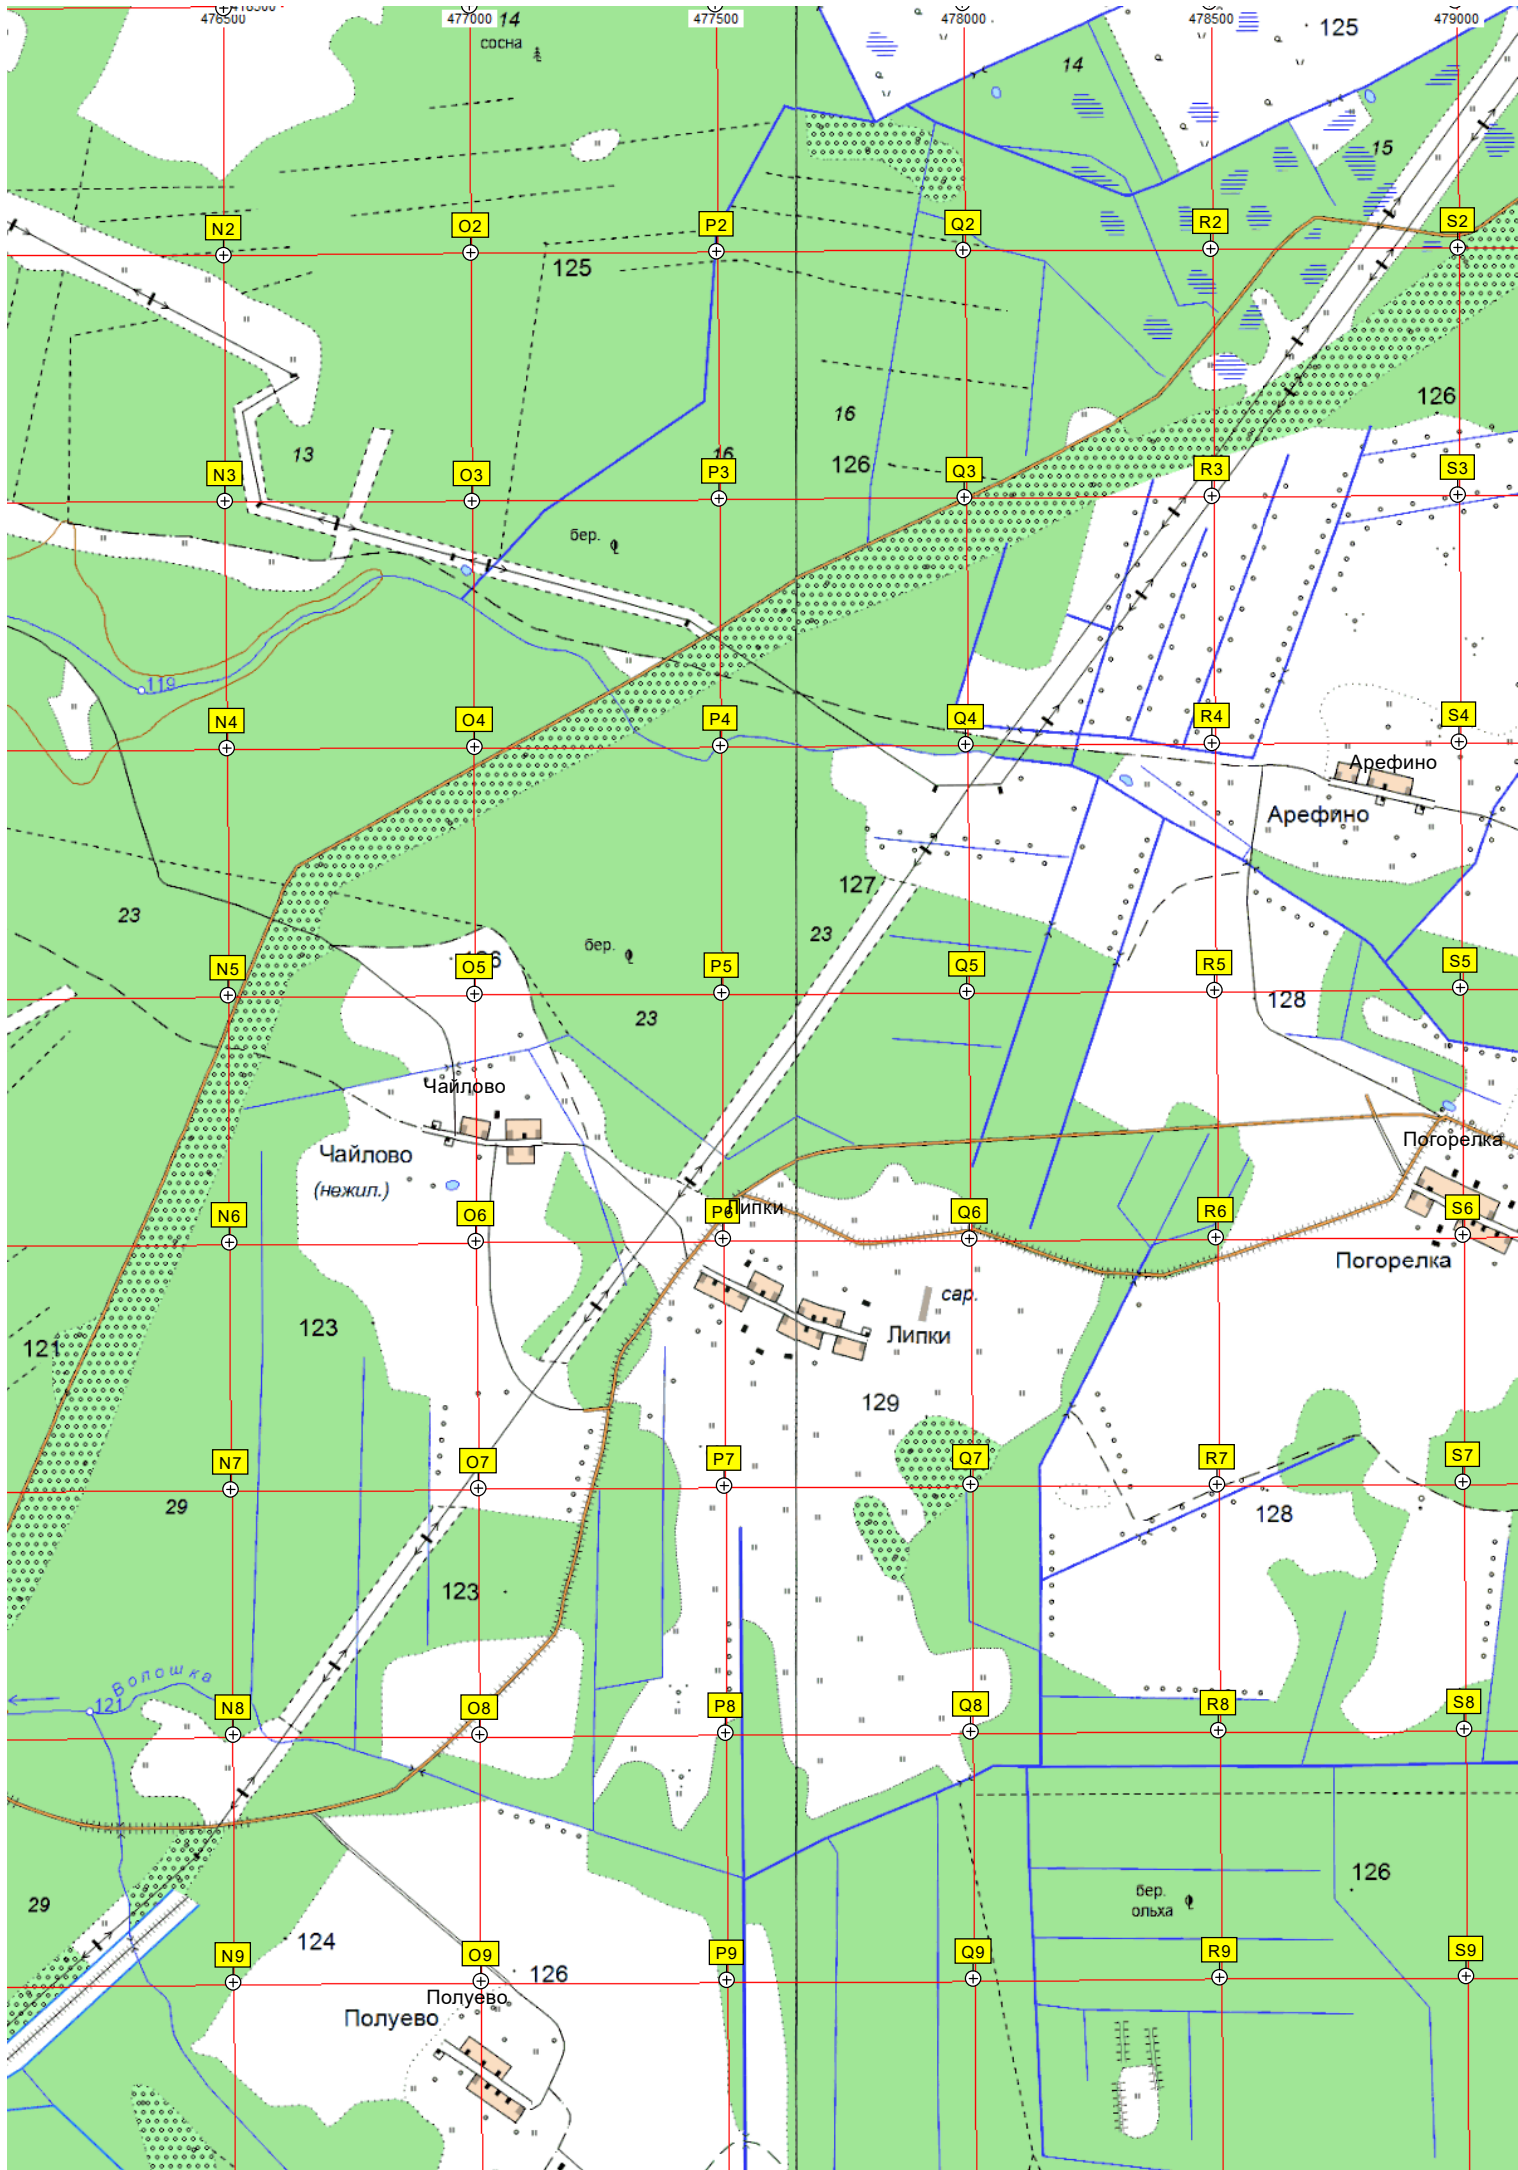 476500
477000
477500
478000
478500
479000
14
сосна
125
14
15
N2
O2
P2
Q2
R2
S2
125
126
16
13
16
126
N3
O3
P3
Q3
R3
S3
бер.
119
N4
O4
P4
Q4
R4
S4
Арефино
Арефино
127
23
23
бер.
N5
O5
P5
Q5
R5
S5
128
23
Чайлово
Чайлово
(нежил.)
Погорелка
N6
O6
P6
Липки
Q6
R6
S6
Погорелка
сар.
123
Липки
121
129
N7
O7
P7
Q7
R7
S7
29
128
123
Волошка
121
N8
O8
P8
Q8
R8
S8
126
бер.
ольха
29
124
N9
O9
P9
Q9
R9
S9
126
Полуево
Полуево